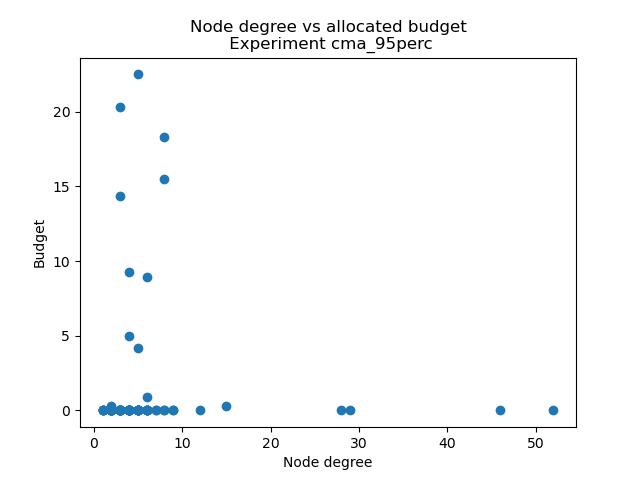 Node degree vs allocated budget
Experiment cma_95perc
20
15
10
5
0
Budget
0 10 20 30 40 50
Node degree